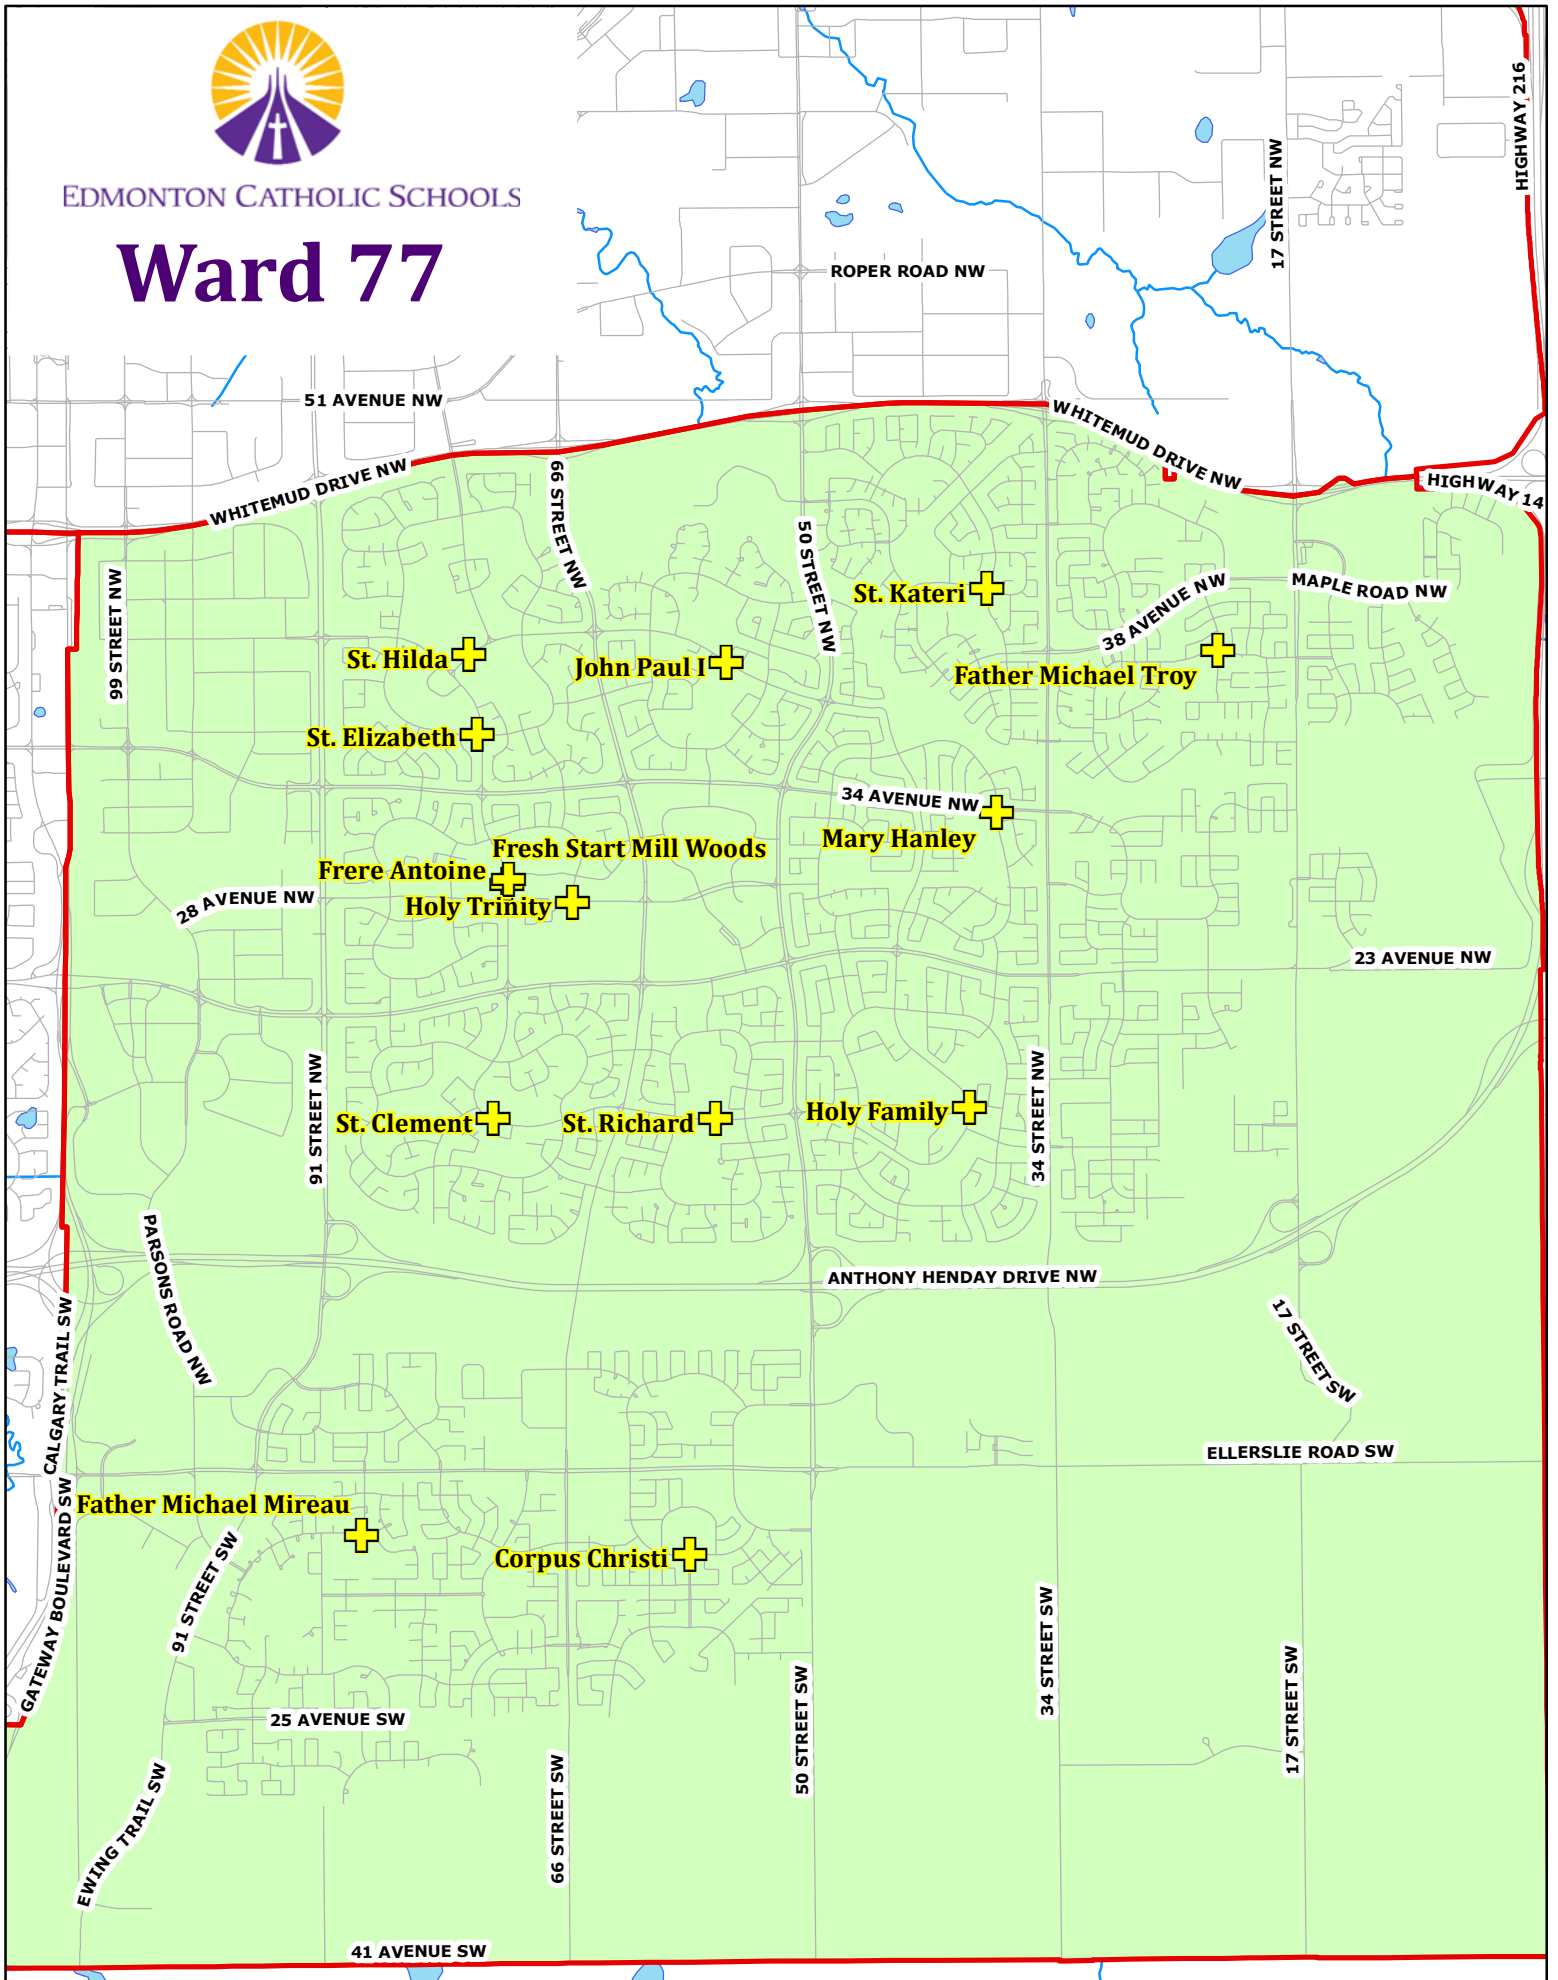 EDMONTON CATHOLIC SCHOOLS
Ward 77
HIGHWAY 216
17 STREET NW
ROPER ROAD NW
51 AVENUE NW
WHITEMUD DRIVE NW
WHITEMUD DRIVE NW
HIGHWAY 14
66 STREET NW
50 STREET NW
99 STREET NW
St. Kateri
38 AVENUE NW
MAPLE ROAD NW
St. Hilda
John Paul I
Father Michael Troy
St. Elizabeth
34 AVENUE NW
Mary Hanley
Fresh Start Mill Woods
Frere Antoine
28 AVENUE NW
Holy Trinity
23 AVENUE NW
91 STREET NW
34 STREET NW
St. Clement
St. Richard
Holy Family
PARSONS ROAD NW
ANTHONY HENDAY DRIVE NW
17 STREET SW
CALGARY TRAIL SW
ELLERSLIE ROAD SW
Father Michael Mireau
GATEWAY BOULEVARD SW
91 STREET SW
Corpus Christi
34 STREET SW
17 STREET SW
50 STREET SW
25 AVENUE SW
66 STREET SW
EWING TRAIL SW
41 AVENUE SW